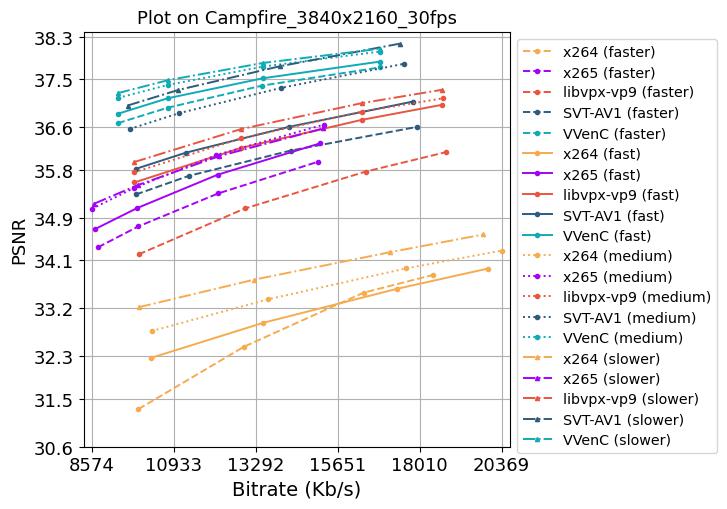 Plot on Campfire_3840x2160_30fps
PSNR
38.3
37.5
36.6
35.8
34.9
34.1
33.2
32.3
31.5
30.6
8574 10933 13292 15651 18010 20369
Bitrate (Kb/s)
x264 (faster)
x265 (faster)
libvpx-vp9 (faster)
SVT-AV1 (faster)
VVenC (faster)
x264 (fast)
x265 (fast)
libvpx-vp9 (fast)
SVT-AV1 (fast)
VVenC (fast)
x264 (medium)
x265 (medium)
libvpx-vp9 (medium)
SVT-AV1 (medium)
VVenC (medium)
x264 (slower)
x265 (slower)
libvpx-vp9 (slower)
SVT-AV1 (slower)
VVenC (slower)